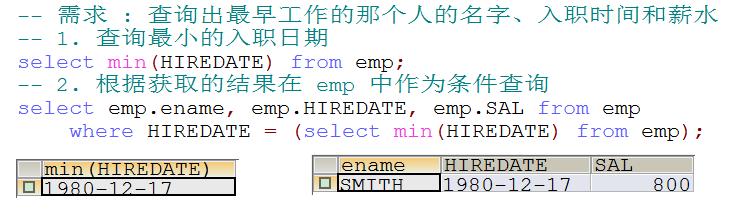 -- 需求 : 查询出最早工作的那个人的名字、入职时间和薪水
-- 1. 查询最小的入职日期
select min(HIREDATE) from emp;
-- 2. 根据获取的结果在 emp 中作为条件查询
select emp.ename, emp.HIREDATE, emp.SAL from emp
where HIREDATE = (select min(HIREDATE) from emp);
min(HIREDATE)
1980-12-17
ename HIREDATE SAL
SMITH 1980-12-17 800